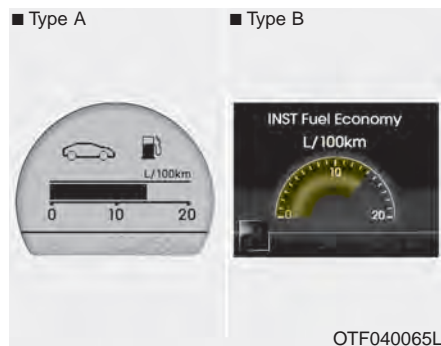 ■ Type A
■ Type B
L/100km
0 10 20
INST Fuel Economy
L/100km
10
0 20
OTF040065L